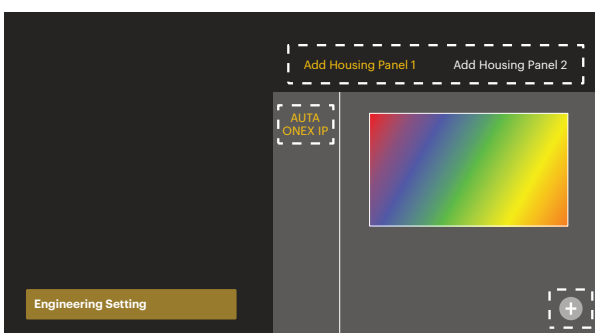 Add Housing Panel 1 Add Housing Panel 2
AUTA
ONEX IP
Engineering Setting